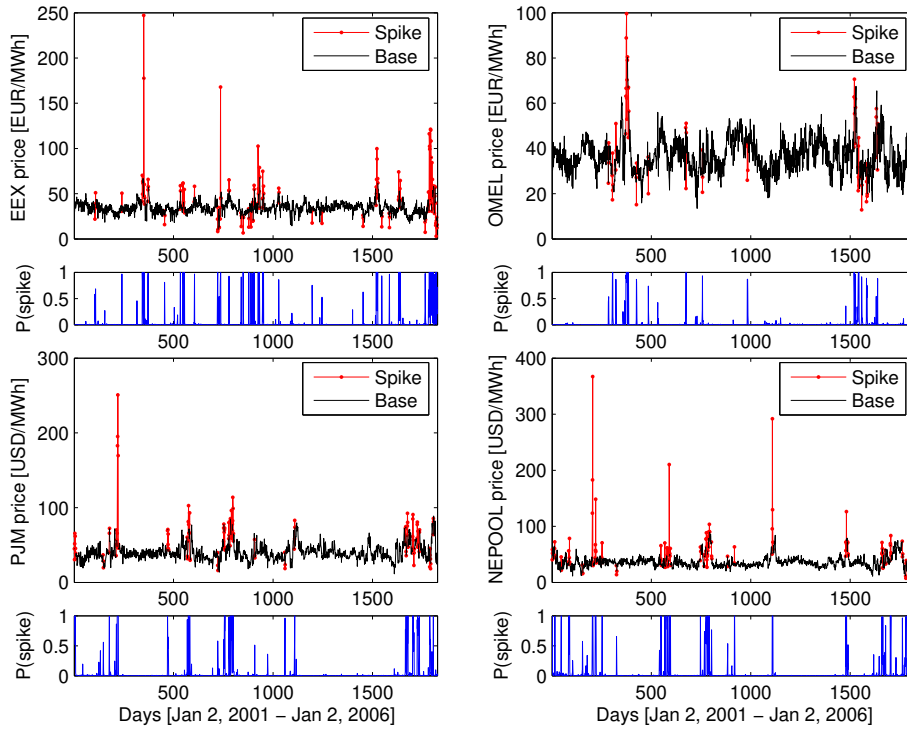 250
200
150
100
50
0
EEX price [EUR/MWh]
Spike
Base
500 1000 1500
1
0.5
0
P(spike)
500 1000 1500
100
80
60
40
20
0
OMEL price [EUR/MWh]
Spike
Base
500 1000 1500
1
0.5
0
P(spike)
500 1000 1500
300
200
100
0
PJM price [USD/MWh]
Spike
Base
500 1000 1500
1
0.5
0
P(spike)
500 1000 1500
Days [Jan 2, 2001 − Jan 2, 2006]
400
300
200
100
0
NEPOOL price [USD/MWh]
Spike
Base
500 1000 1500
1
0.5
0
P(spike)
500 1000 1500
Days [Jan 2, 2001 − Jan 2, 2006]